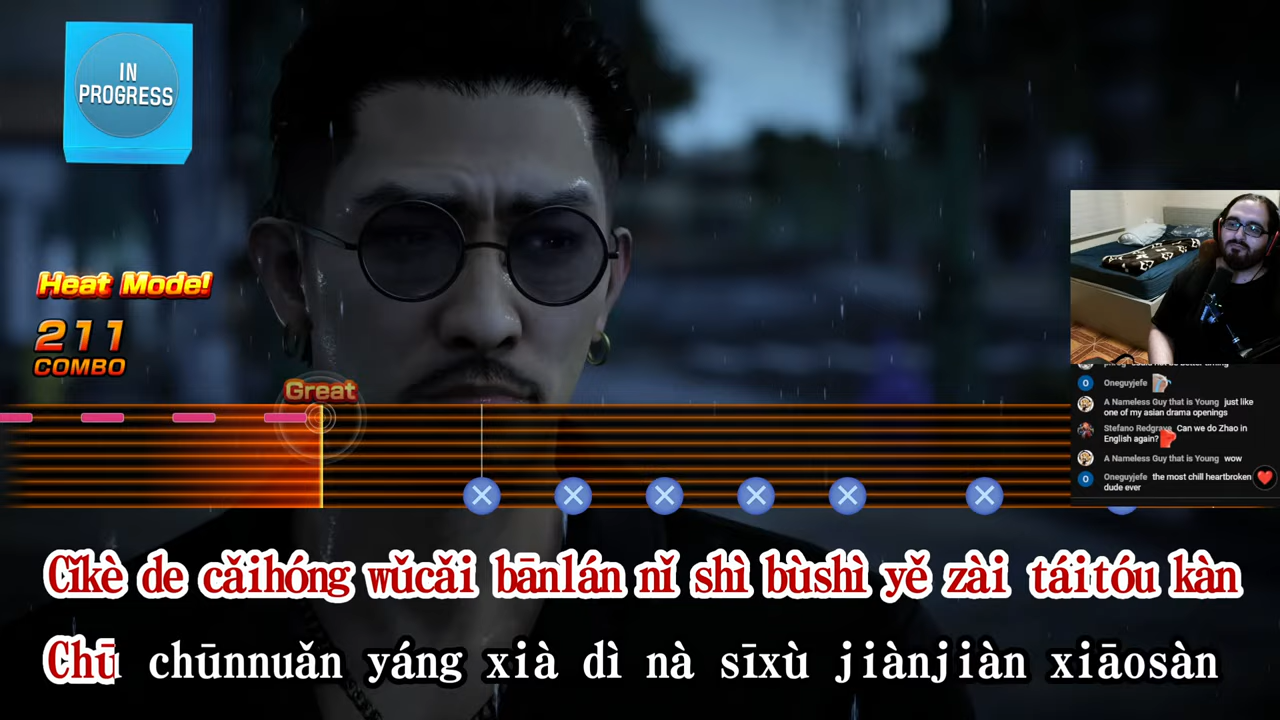 IN
PROGRESS
Heat Mode!
211
COMBO
Great
Oneguyjefe
A Nameless Guy that is Young just like
one of my asian drama openings
Stefano Redgrave Can we do Zhao in
English again?
A Nameless Guy that is Young wow
Oneguyjefe the most chill heartbroken
dude ever
Cǐkè de cǎihóng wǔcǎi bānlán nǐ shì bùshì yě zài táitóu kàn
Chū chūnnuǎn yáng xià dì nà sīxù jiànjiàn xiāosàn